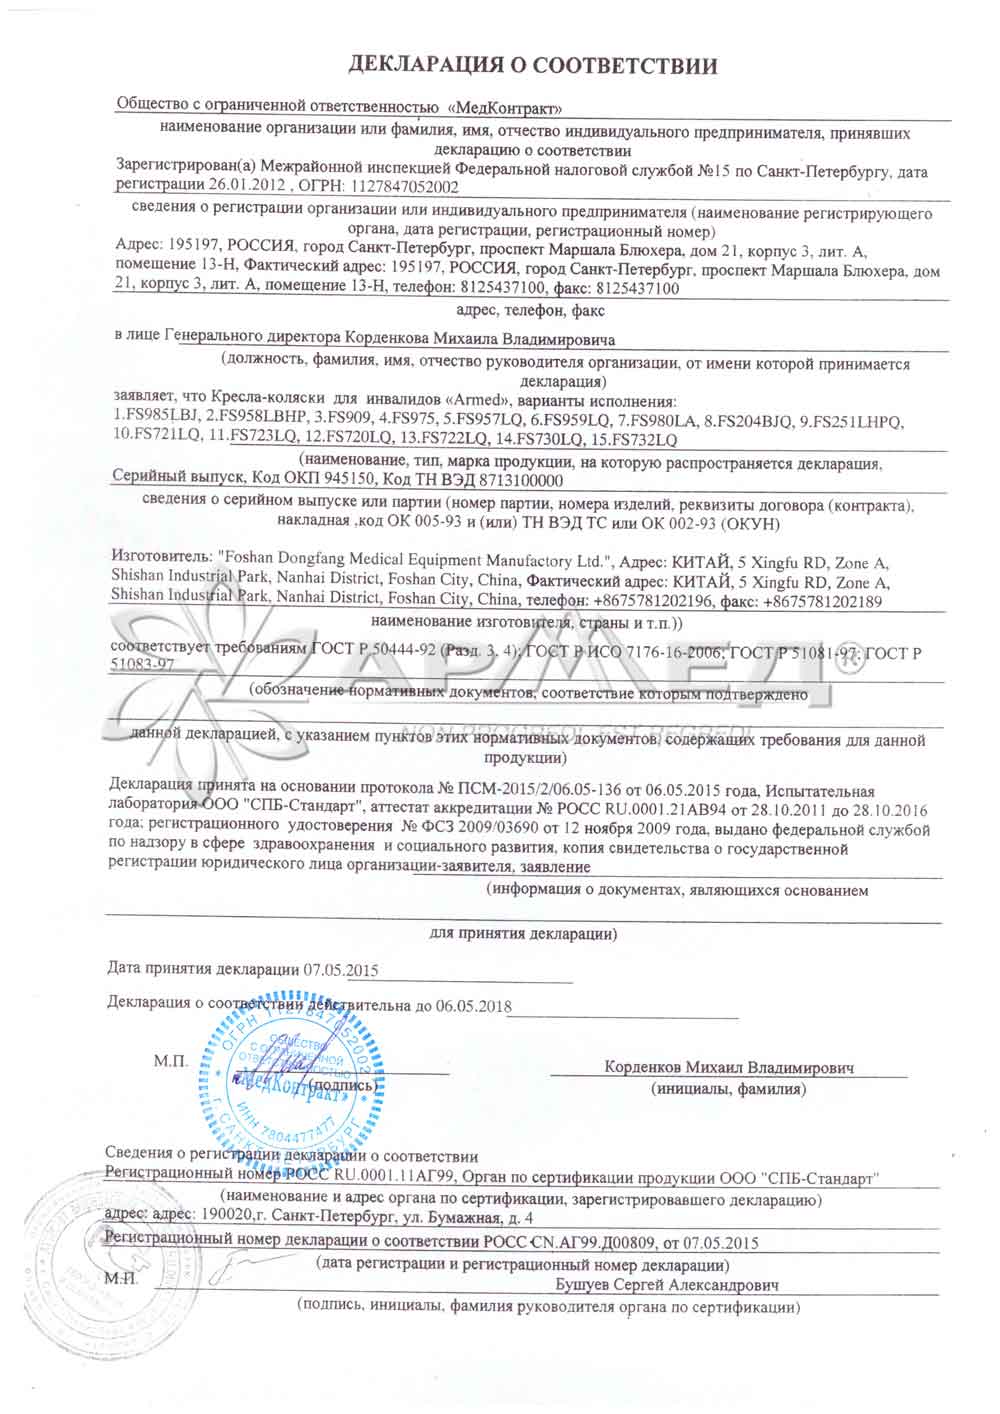 ДЕКЛАРАЦИЯ О СООТВЕТСТВИИ
Общество с ограниченной ответственностью «МедКонтракт»
наименование организации или фамилия, имя, отчество индивидуального предпринимателя, принявших
декларацию о соответствии
Зарегистрирован(а) Межрайонной инспекцией Федеральной налоговой службой №15 по Санкт-Петербургу, дата
регистрации 26.01.2012 , ОГРН: 1127847052002
сведения о регистрации организации или индивидуального предпринимателя (наименование регистрирующего
органа, дата регистрации, регистрационный номер)
Адрес: 195197, РОССИЯ, город Санкт-Петербург, проспект Маршала Блюхера, дом 21, корпус 3, лит. А,
помещение 13-Н, Фактический адрес: 195197, РОССИЯ, город Санкт-Петербург, проспект Маршала Блюхера, дом
21, корпус 3, лит. А, помещение 13-Н, телефон: 8125437100, факс: 8125437100
адрес, телефон, факс
в лице Генерального директора Корденкова Михаила Владимировича
(должность, фамилия, имя, отчество руководителя организации, от имени которой принимается
декларация)
заявляет, что Кресла-коляски для инвалидов «Armed», варианты исполнения:
1.FS985LBJ, 2.FS958LBHP, 3.FS909, 4.FS975, 5.FS957LQ, 6.FS959LQ, 7.FS980LA, 8.FS204BJQ, 9.FS251LHPQ,
10.FS721LQ, 11.FS723LQ, 12.FS720LQ, 13.FS722LQ, 14.FS730LQ, 15.FS732LQ
(наименование, тип, марка продукции, на которую распространяется декларация,
Серийный выпуск, Код ОКП 945150, Код ТН ВЭД 8713100000
сведения о серийном выпуске или партии (номер партии, номера изделий, реквизиты договора (контракта),
накладная ,код ОК 005-93 и (или) ТН ВЭД ТС или ОК 002-93 (ОКУН)
Изготовитель: "Foshan Dongfang Medical Equipment Manufactory Ltd.", Адрес: КИТАЙ, 5 Xingfu RD, Zone A,
Shishan Industrial Park, Nanhai District, Foshan City, China, Фактический адрес: КИТАЙ, 5 Xingfu RD, Zone A,
Shishan Industrial Park, Nanhai District, Foshan City, China, телефон: +8675781202196, факс: +8675781202189
наименование изготовителя, страны и т.п.))
соответствует требованиям ГОСТ Р 50444-92 (Разд. 3, 4); ГОСТ Р ИСО 7176-16-2006; ГОСТ Р 51081-97; ГОСТ Р
51083-97
АРМЕД®
(обозначение нормативных документов, соответствие которым подтверждено
NON PROGREDI EST REGREDI
данной декларацией, с указанием пунктов этих нормативных документов, содержащих требования для данной
продукции)
Декларация принята на основании протокола № ПСМ-2015/2/06.05-136 от 06.05.2015 года, Испытательная
лаборатория ООО "СПБ-Стандарт", аттестат аккредитации № РОСС RU.0001.21АВ94 от 28.10.2011 до 28.10.2016
года; регистрационного удостоверения № ФСЗ 2009/03690 от 12 ноября 2009 года, выдано федеральной службой
по надзору в сфере здравоохранения и социального развития, копия свидетельства о государственной
регистрации юридического лица организации-заявителя, заявление
(информация о документах, являющихся основанием
для принятия декларации)
Дата принятия декларации 07.05.2015
Декларация о соответствии действительна до 06.05.2018
ОГРН 1127847052002
ОБЩЕСТВО
С ОГРАНИЧЕННОЙ
ОТВЕТСТВЕННОСТЬЮ
«МедКонтракт»
ИНН 7804477477
Г. САНКТ-ПЕТЕРБУРГ
М.П.
Корденков Михаил Владимирович
(подпись)
(инициалы, фамилия)
Сведения о регистрации декларации о соответствии
Регистрационный номер РОСС RU.0001.11АГ99, Орган по сертификации продукции ООО "СПБ-Стандарт"
(наименование и адрес органа по сертификации, зарегистрировавшего декларацию)
адрес: адрес: 190020,г. Санкт-Петербург, ул. Бумажная, д. 4
Регистрационный номер декларации о соответствии РОСС CN.АГ99.Д00809, от 07.05.2015
(дата регистрации и регистрационный номер декларации)
М.П.
Бушуев Сергей Александрович
(подпись, инициалы, фамилия руководителя органа по сертификации)